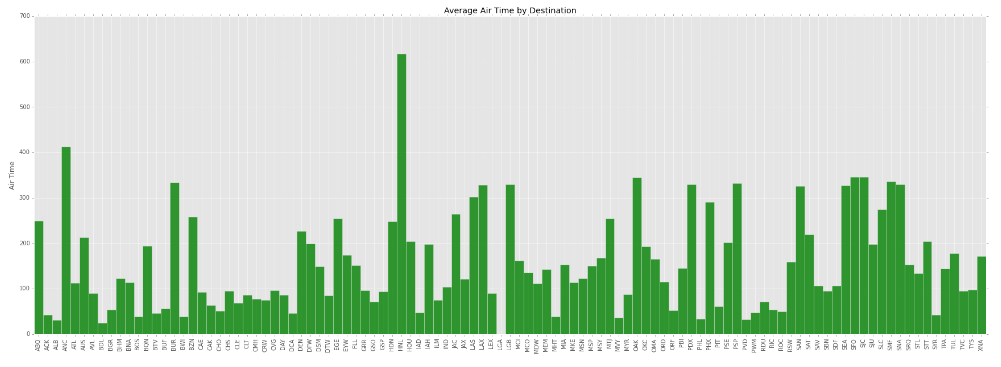 Average Air Time by Destination
700
600
500
400
300
200
100
0
Air Time
ABQ ACK ALB ANC ATL AUS AVL BDL BGR BHM BNA BOS BQN BTV BUF BUR BWI BZN CAE CAK CHO CHS CLE CLT CMH CRW CVG DAY DCA DEN DFW DSM DTW EGE EYW FLL GRR GSO GSP HDN HNL HOU IAD IAH ILM IND JAC JAX LAS LAX LEX LGA LGB MCI MCO MDW MEM MHT MIA MKE MSN MSP MSY MTJ MVY MYR OAK OKC OMA ORD ORF PBI PDX PHL PHX PIT PSE PSP PVD PWM RDU RIC ROC RSW SAN SAT SAV SBN SDF SEA SFO SJC SJU SLC SMF SNA SRQ STL STT SYR TPA TUL TVC TYS XNA